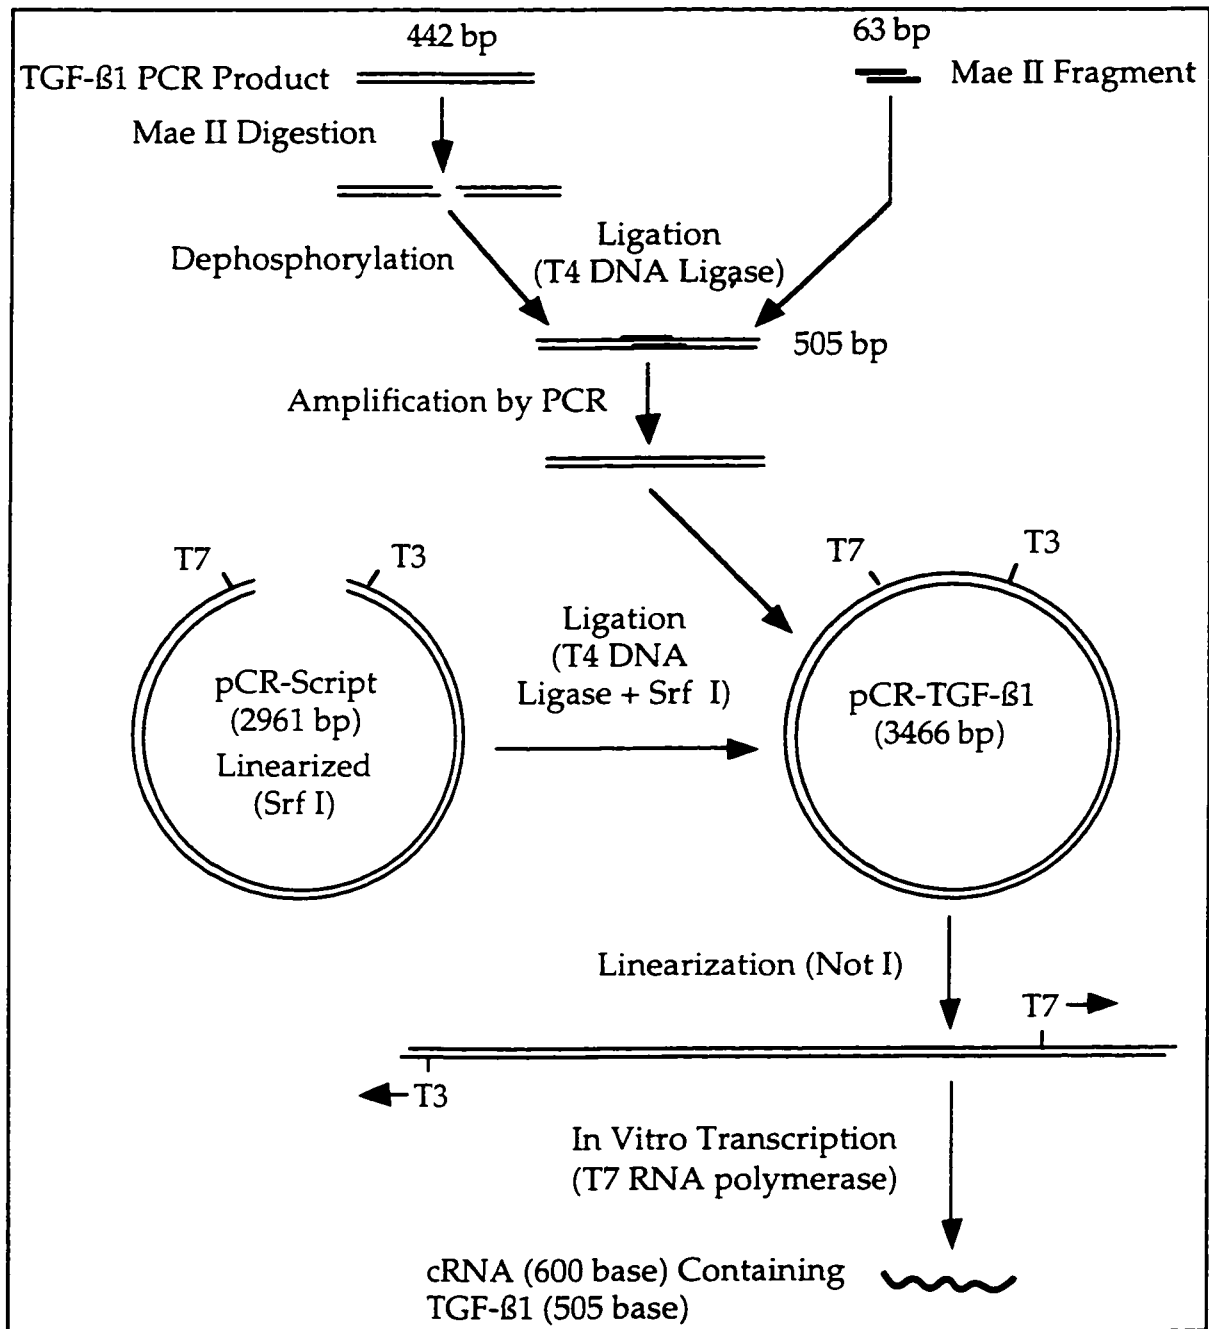 442 bp
63 bp
TGF-ß1 PCR Product
Mae II Fragment
Mae II Digestion
Dephosphorylation
Ligation
(T4 DNA Ligase)
505 bp
Amplification by PCR
T7
T3
T7
T3
pCR-Script
(2961 bp)
Linearized
(Srf I)
Ligation
(T4 DNA
Ligase + Srf I)
pCR-TGF-ß1
(3466 bp)
Linearization (Not I)
T7
T3
In Vitro Transcription
(T7 RNA polymerase)
cRNA (600 base) Containing
TGF-ß1 (505 base)